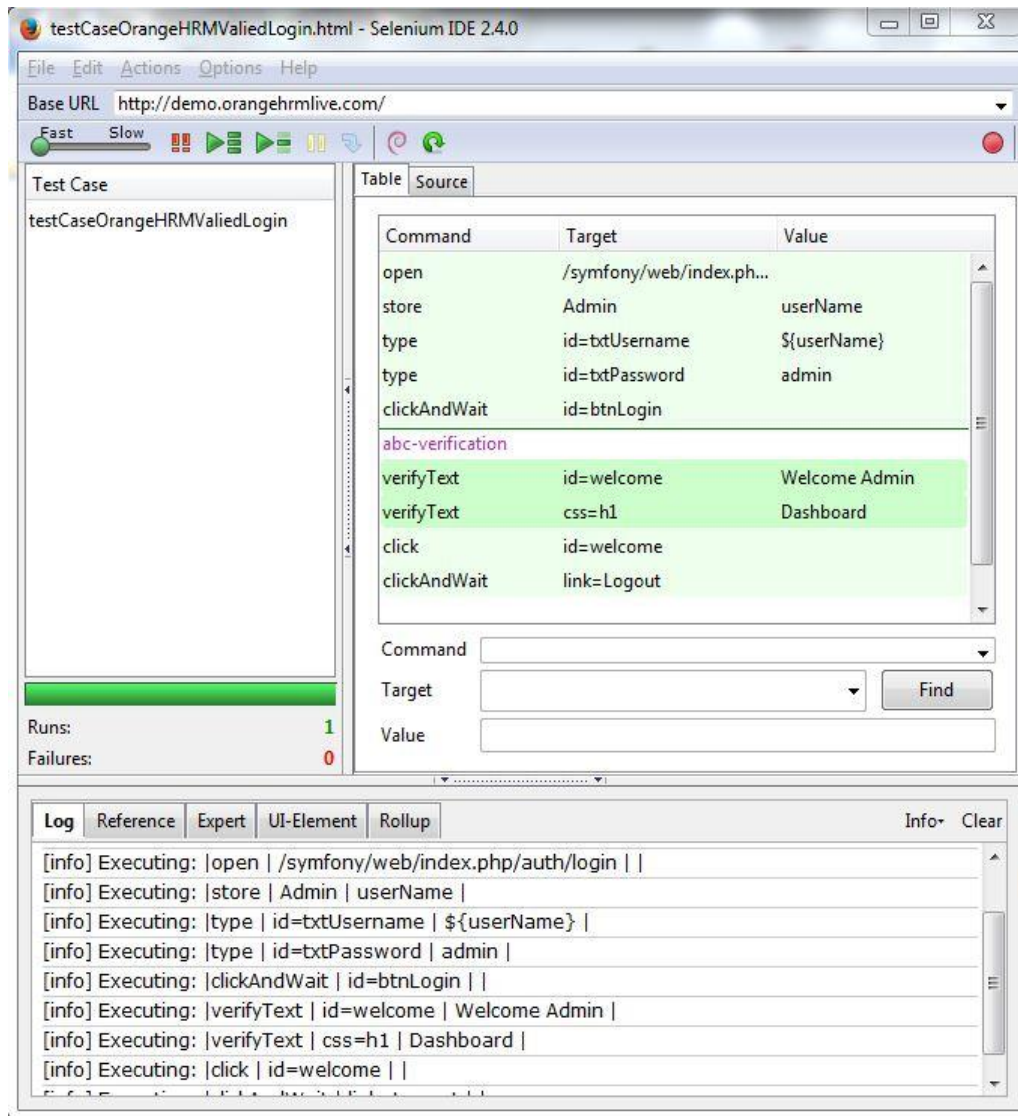 testCaseOrangeHRMValiedLogin.html - Selenium IDE 2.4.0
File Edit Actions Options Help
Base URL http://demo.orangehrmlive.com/
Fast Slow
Test Case
testCaseOrangeHRMValiedLogin
Runs: 1
Failures: 0
Table Source
Command Target Value
open /symfony/web/index.ph...
store Admin userName
type id=txtUsername ${userName}
type id=txtPassword admin
clickAndWait id=btnLogin
abc-verification
verifyText id=welcome Welcome Admin
verifyText css=h1 Dashboard
click id=welcome
clickAndWait link=Logout
Command
Target Find
Value
Log Reference Expert UI-Element Rollup Info Clear
[info] Executing: |open | /symfony/web/index.php/auth/login | |
[info] Executing: |store | Admin | userName |
[info] Executing: |type | id=txtUsername | ${userName} |
[info] Executing: |type | id=txtPassword | admin |
[info] Executing: |clickAndWait | id=btnLogin | |
[info] Executing: |verifyText | id=welcome | Welcome Admin |
[info] Executing: |verifyText | css=h1 | Dashboard |
[info] Executing: |click | id=welcome | |